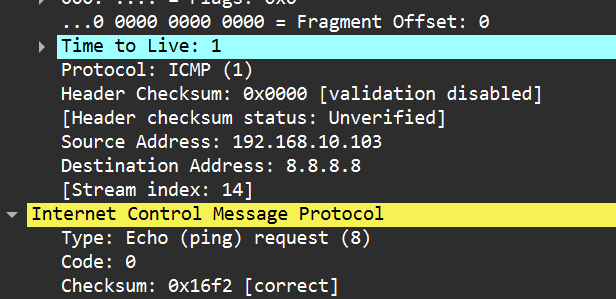 000. .... = Flags: 0x0
...0 0000 0000 0000 = Fragment Offset: 0
Time to Live: 1
Protocol: ICMP (1)
Header Checksum: 0x0000 [validation disabled]
[Header checksum status: Unverified]
Source Address: 192.168.10.103
Destination Address: 8.8.8.8
[Stream index: 14]
Internet Control Message Protocol
Type: Echo (ping) request (8)
Code: 0
Checksum: 0x16f2 [correct]